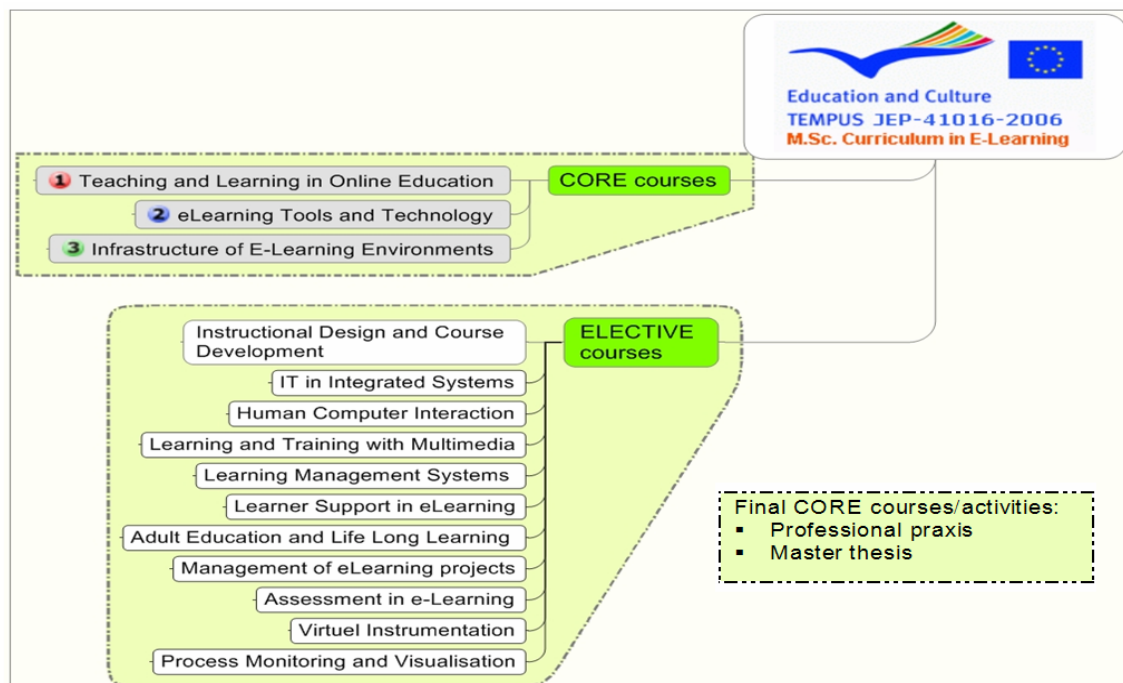 Education and Culture
TEMPUS JEP-41016-2006
M.Sc. Curriculum in E-Learning
CORE courses
1 Teaching and Learning in Online Education
2 eLearning Tools and Technology
3 Infrastructure of E-Learning Environments
ELECTIVE
courses
Instructional Design and Course
Development
IT in Integrated Systems
Human Computer Interaction
Learning and Training with Multimedia
Learning Management Systems
Learner Support in eLearning
Adult Education and Life Long Learning
Management of eLearning projects
Assessment in e-Learning
Virtuel Instrumentation
Process Monitoring and Visualisation
Final CORE courses/activities:
▪ Professional praxis
▪ Master thesis